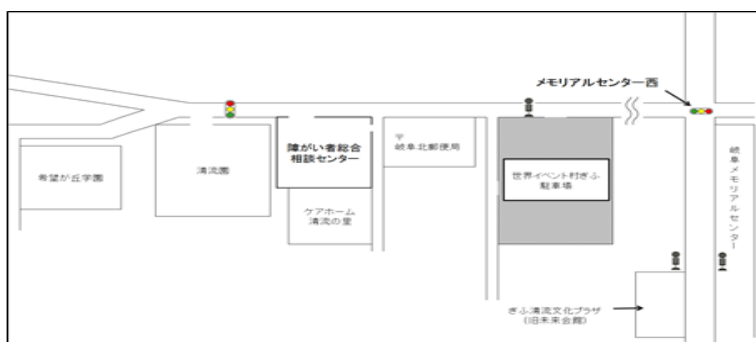 メモリアルセンター西
障がい者総合
相談センター
〒
岐阜北郵便局
希望が丘学園
清流園
世界イベント村ぎふ
駐車場
岐阜メモリアルセンター
ケアホーム
清流の里
ぎふ清流文化プラザ
(旧未来会館)